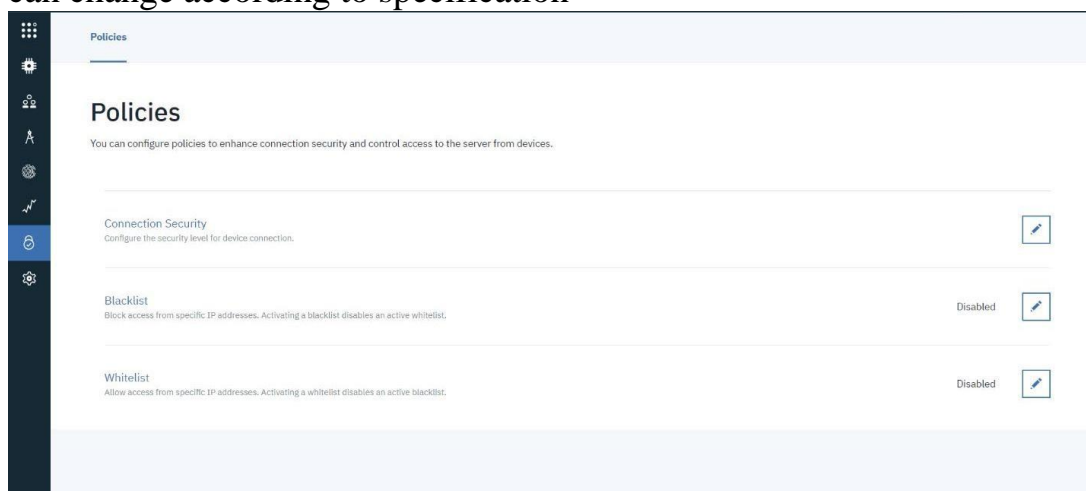 can change according to specification
Policies
Policies
You can configure policies to enhance connection security and control access to the server from devices.
Connection Security
Configure the security level for device connection.
Blacklist
Block access from specific IP addresses. Activating a blacklist disables an active whitelist.
Disabled
Whitelist
Allow access from specific IP addresses. Activating a whitelist disables an active blacklist.
Disabled